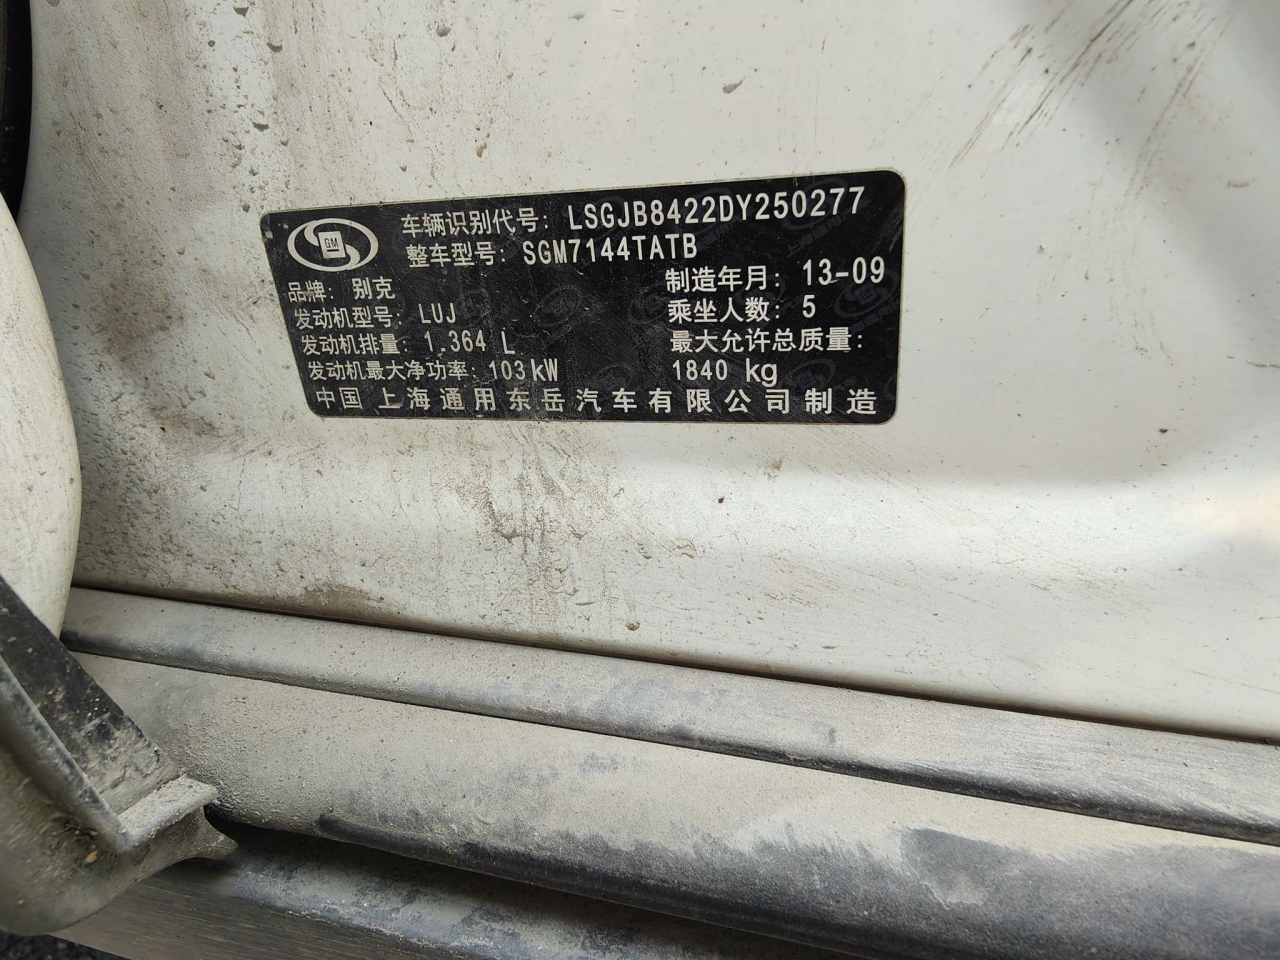 GM
车辆识别代号: LSGJB8422DY250277
整车型号: SGM7144TATB
品牌: 别克
制造年月: 13-09
发动机型号: LUJ
乘坐人数: 5
发动机排量: 1.364 L
最大允许总质量:
发动机最大净功率: 103kW
1840 kg
中国 上海通用东岳汽车有限公司制造